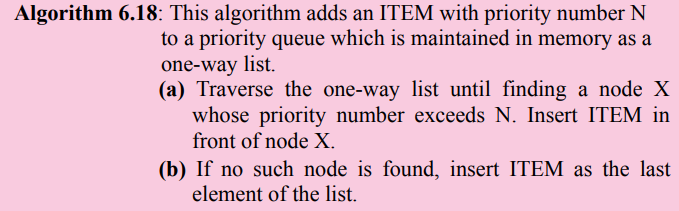 Algorithm 6.18: This algorithm adds an ITEM with priority number N
to a priority queue which is maintained in memory as a
one-way list.
(a) Traverse the one-way list until finding a node X
whose priority number exceeds N. Insert ITEM in
front of node X.
(b) If no such node is found, insert ITEM as the last
element of the list.